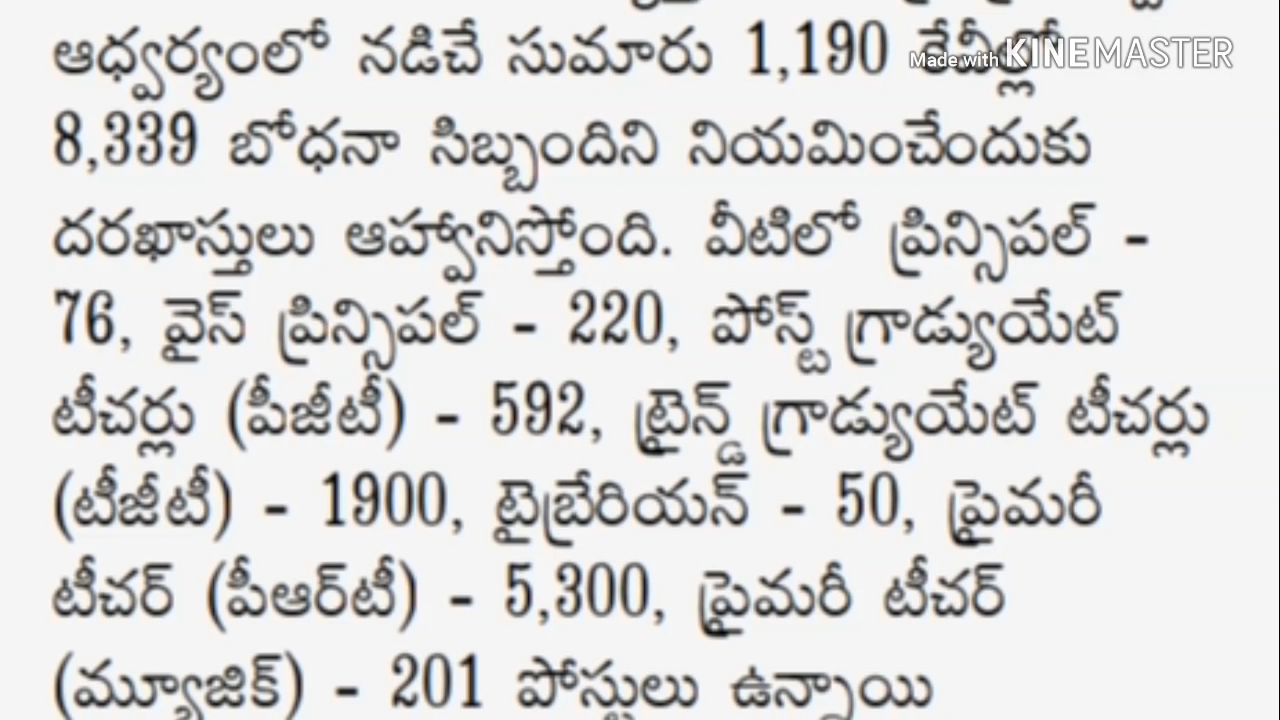 ఆధ్వర్యంలో నడిచే సుమారు 1,190 కేవీల్లో
Made with KINEMASTER
8,339 బోధనా సిబ్బందిని నియమించేందుకు
దరఖాస్తులు ఆహ్వానిస్తోంది. వీటిలో ప్రిన్సిపల్ -
76, వైస్ ప్రిన్సిపల్ - 220, పోస్ట్ గ్రాడ్యుయేట్
టీచర్లు (పీజీటీ) - 592, ట్రైన్డ్ గ్రాడ్యుయేట్ టీచర్లు
(టీజీటీ) - 1900, లైబ్రేరియన్ - 50, ప్రైమరీ
టీచర్ (పీఆర్‌టీ) - 5,300, ప్రైమరీ టీచర్
(మ్యూజిక్) - 201 పోస్టులు ఉన్నాయి